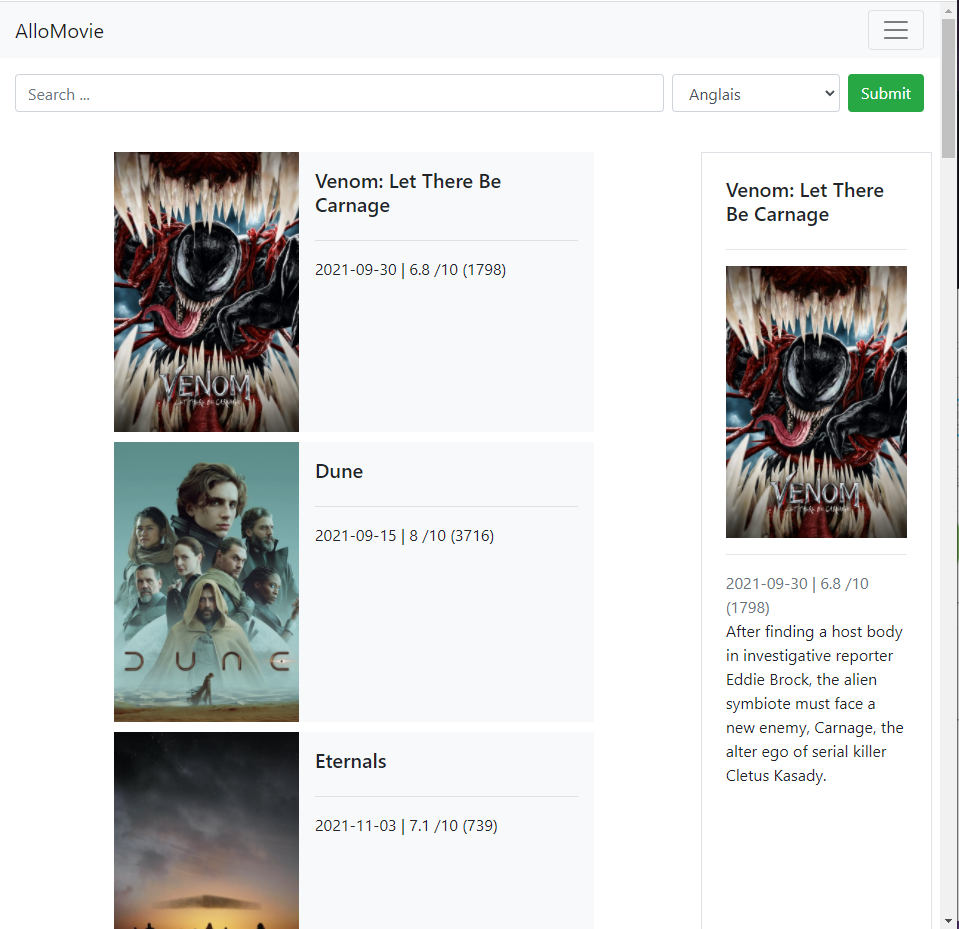 AlloMovie
Search ...
Anglais
Submit
Venom: Let There Be
Carnage
2021-09-30 | 6.8 /10 (1798)
VENOM
LET THERE BE CARNAGE
Dune
2021-09-15 | 8 /10 (3716)
DUNE
Eternals
2021-11-03 | 7.1 /10 (739)
Venom: Let There
Be Carnage
VENOM
LET THERE BE CARNAGE
2021-09-30 | 6.8 /10
(1798)
After finding a host body
in investigative reporter
Eddie Brock, the alien
symbiote must face a
new enemy, Carnage, the
alter ego of serial killer
Cletus Kasady.